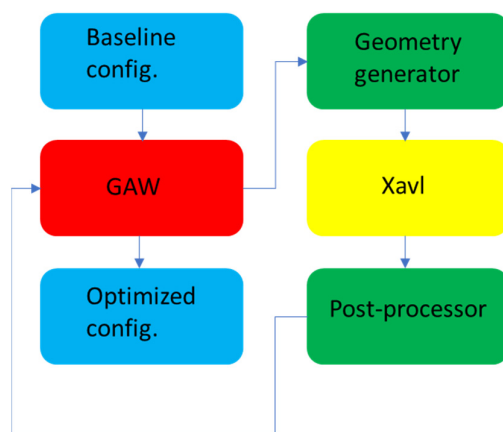 Baseline
config.
Geometry
generator
GAW
Xavl
Optimized
config.
Post-processor